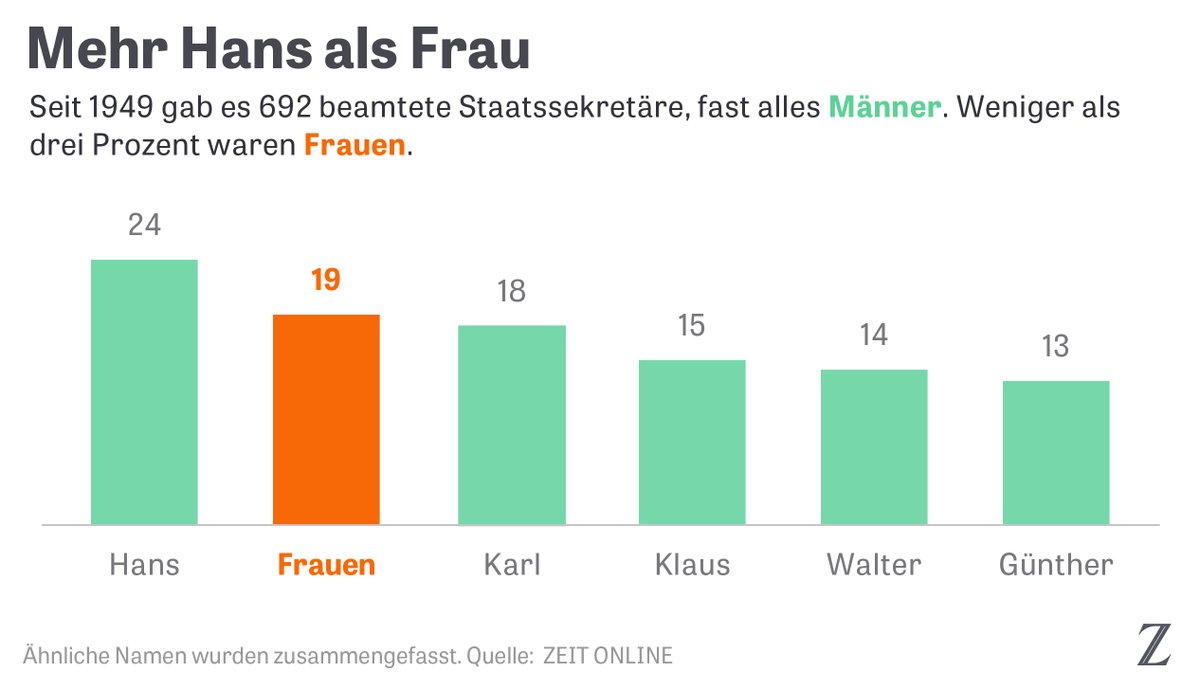 Mehr Hans als Frau
Seit 1949 gab es 692 beamtete Staatssekretäre, fast alles Männer. Weniger als
drei Prozent waren Frauen.
24
19
18
15
14
13
Hans
Frauen
Karl
Klaus
Walter
Günther
Ähnliche Namen wurden zusammengefasst. Quelle: ZEIT ONLINE
Z